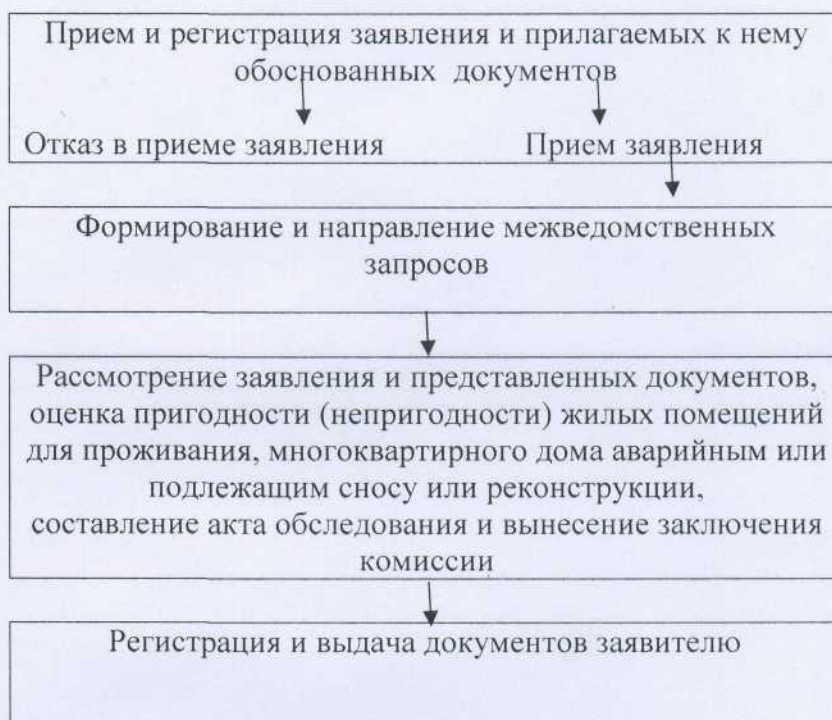 Прием и регистрация заявления и прилагаемых к нему
обоснованных документов
Отказ в приеме заявления
Прием заявления
Формирование и направление межведомственных
запросов
Рассмотрение заявления и представленных документов,
оценка пригодности (непригодности) жилых помещений
для проживания, многоквартирного дома аварийным или
подлежащим сносу или реконструкции,
составление акта обследования и вынесение заключения
комиссии
Регистрация и выдача документов заявителю